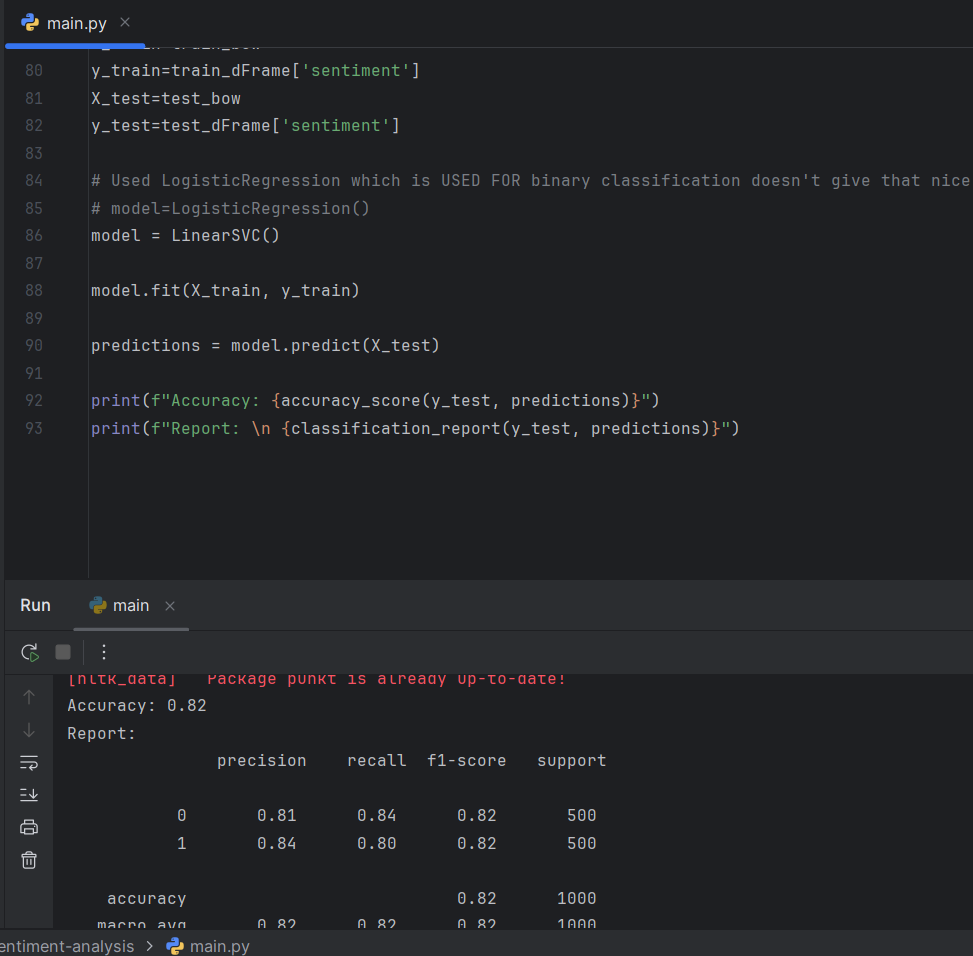 main.py
80 y_train=train_dFrame['sentiment']
81 X_test=test_bow
82 y_test=test_dFrame['sentiment']
83
84 # Used LogisticRegression which is USED FOR binary classification doesn't give that nice
85 # model=LogisticRegression()
86 model = LinearSVC()
87
88 model.fit(X_train, y_train)
89
90 predictions = model.predict(X_test)
91
92 print(f"Accuracy: {accuracy_score(y_test, predictions)}")
93 print(f"Report: \n {classification_report(y_test, predictions)}")
Run main
[nltk_data] Package punkt is already up-to-date!
Accuracy: 0.82
Report:
precision recall f1-score support
0 0.81 0.84 0.82 500
1 0.84 0.80 0.82 500
accuracy 0.82 1000
macro avg 0.82 0.82 0.82 1000
entiment-analysis > main.py